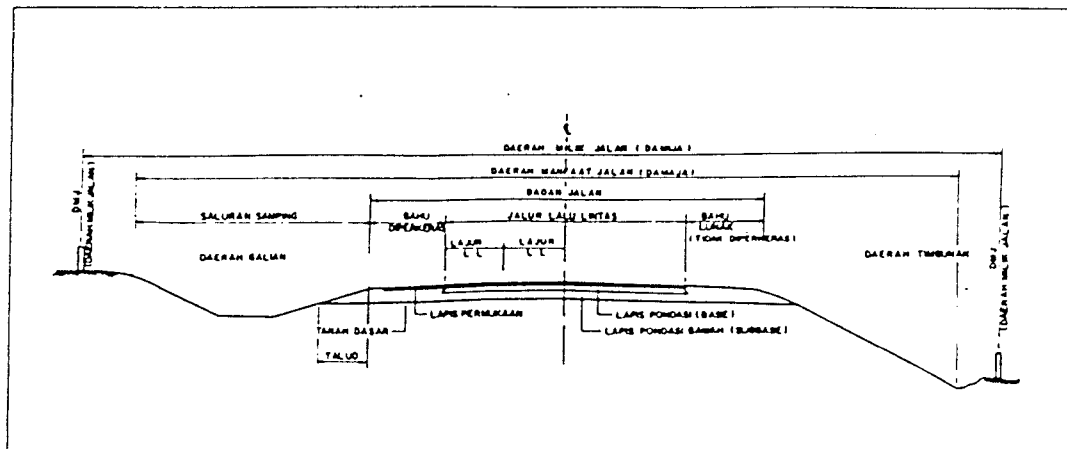 ℄
DAERAH MILIK JALAN (DAMIJA)
DAERAH MANFAAT JALAN (DAMAJA)
BADAN JALAN
SALURAN SAMPING
BAHU
DIPERKERAS
JALUR LALU LINTAS
BAHU
LUNAK
(TIDAK DIPERKERAS)
LAJUR
L L
LAJUR
L L
DMJ
(DAERAH MILIK JALAN)
DAERAH GALIAN
DAERAH TIMBUNAN
DMJ
(DAERAH MILIK JALAN)
LAPIS PERMUKAAN
LAPIS PONDASI (BASE)
TANAH DASAR
LAPIS PONDASI BAWAH (SUBBASE)
TALUD